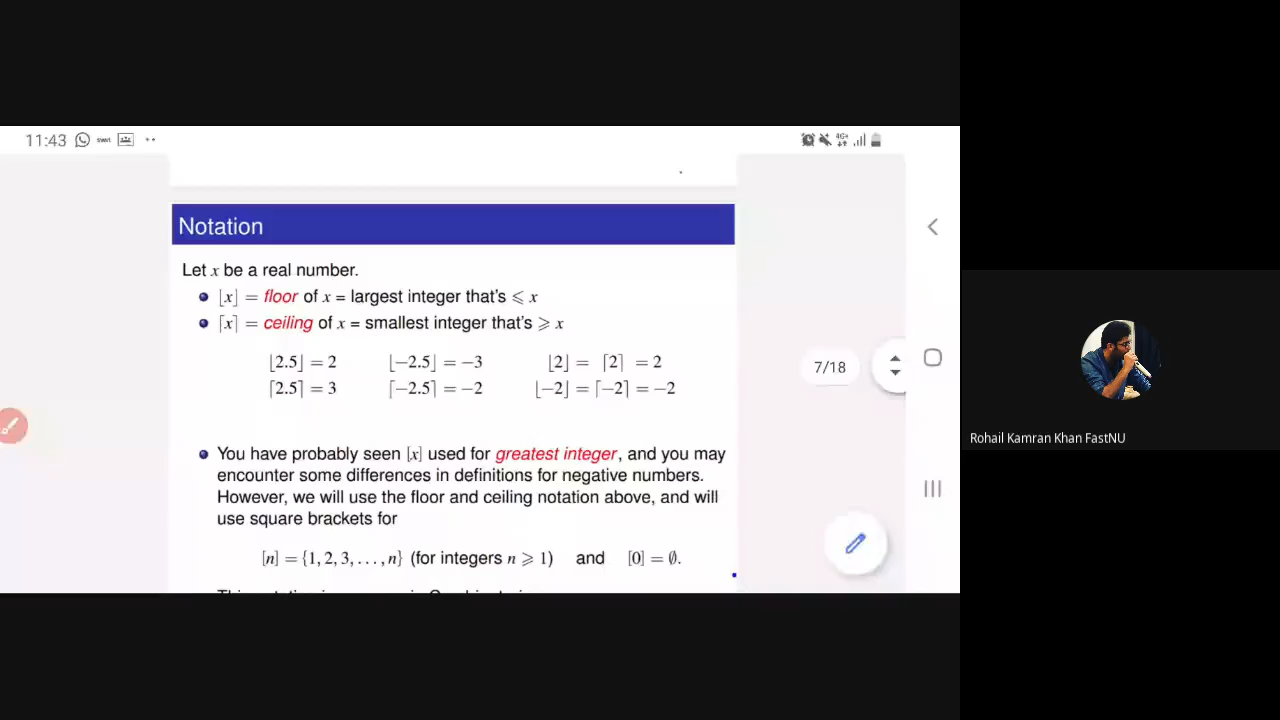 11:43
Notation
Let x be a real number.
⌊x⌋ = floor of x = largest integer that's ⩽ x
⌈x⌉ = ceiling of x = smallest integer that's ⩾ x
⌊2.5⌋ = 2 ⌊−2.5⌋ = −3 ⌊2⌋ = ⌈2⌉ = 2
⌈2.5⌉ = 3 ⌈−2.5⌉ = −2 ⌊−2⌋ = ⌈−2⌉ = −2
7/18
You have probably seen [x] used for greatest integer, and you may
encounter some differences in definitions for negative numbers.
However, we will use the floor and ceiling notation above, and will
use square brackets for
[n] = {1, 2, 3, . . . , n} (for integers n ⩾ 1) and [0] = ∅.
Rohail Kamran Khan FastNU